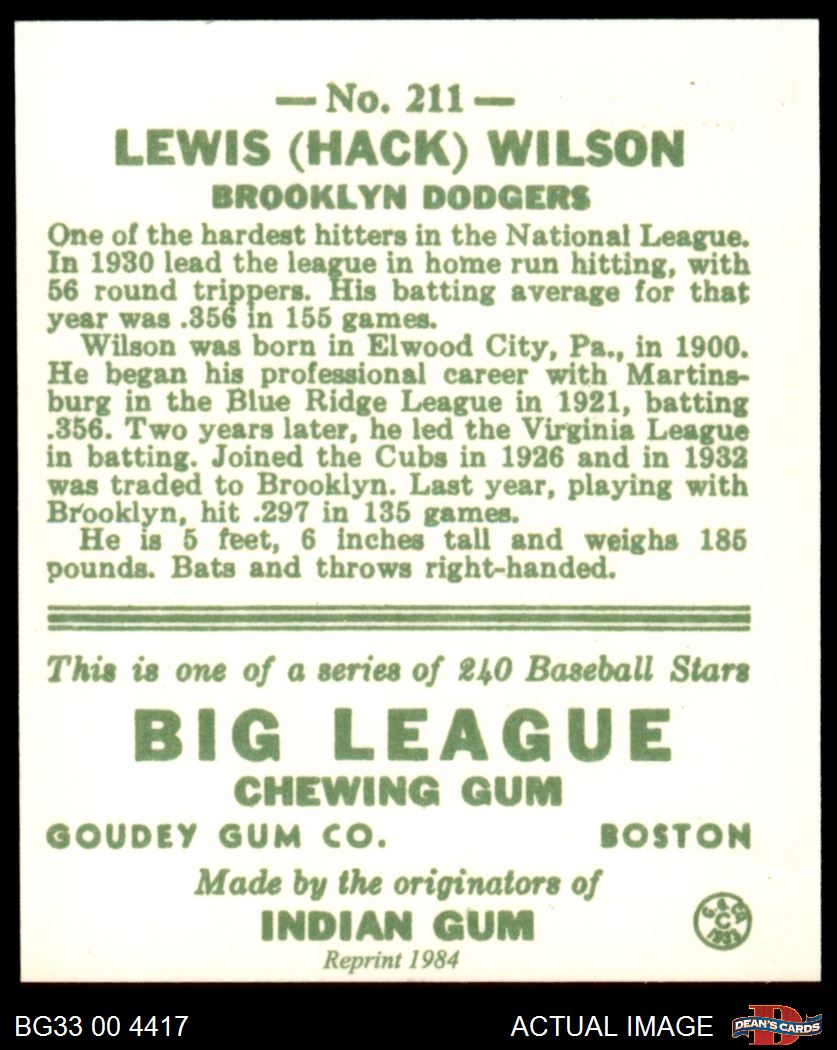 — No. 211 —
LEWIS (HACK) WILSON
BROOKLYN DODGERS
One of the hardest hitters in the National League.
In 1930 lead the league in home run hitting, with
56 round trippers. His batting average for that
year was .356 in 155 games.
Wilson was born in Elwood City, Pa., in 1900.
He began his professional career with Martins-
burg in the Blue Ridge League in 1921, batting
.356. Two years later, he led the Virginia League
in batting. Joined the Cubs in 1926 and in 1932
was traded to Brooklyn. Last year, playing with
Brooklyn, hit .297 in 135 games.
He is 5 feet, 6 inches tall and weighs 185
pounds. Bats and throws right-handed.
This is one of a series of 240 Baseball Stars
BIG LEAGUE
CHEWING GUM
GOUDEY GUM CO. BOSTON
Made by the originators of
INDIAN GUM
Reprint 1984
BG33 00 4417 ACTUAL IMAGE
D
DEAN'S CARDS